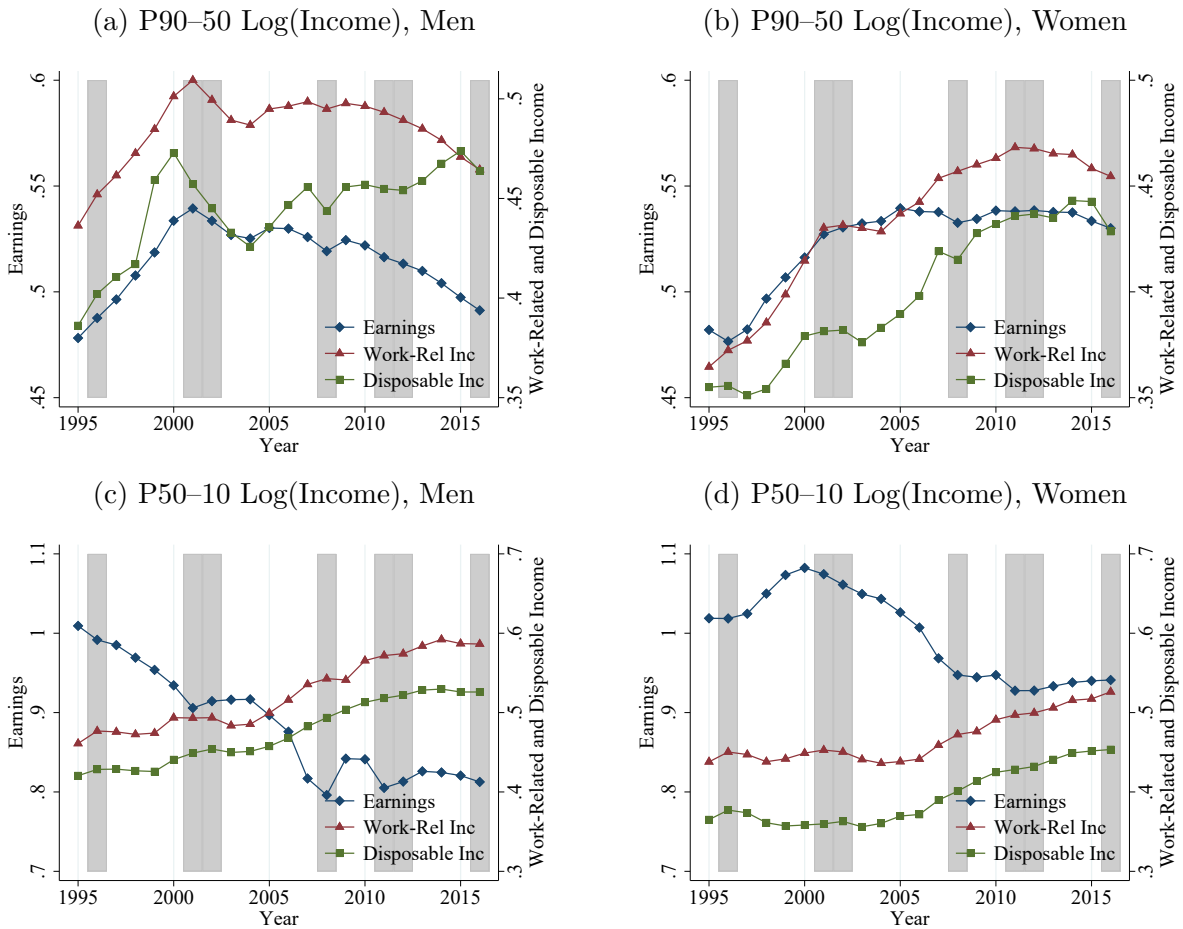 (a) P90–50 Log(Income), Men
.6
.55
.5
.45
Earnings
.5
.45
.4
.35
Work-Related and Disposable Income
Earnings
Work-Rel Inc
Disposable Inc
1995 2000 2005 2010 2015
Year
(b) P90–50 Log(Income), Women
.6
.55
.5
.45
Earnings
.5
.45
.4
.35
Work-Related and Disposable Income
Earnings
Work-Rel Inc
Disposable Inc
1995 2000 2005 2010 2015
Year
(c) P50–10 Log(Income), Men
1.1
1
.9
.8
.7
Earnings
.7
.6
.5
.4
.3
Work-Related and Disposable Income
Earnings
Work-Rel Inc
Disposable Inc
1995 2000 2005 2010 2015
Year
(d) P50–10 Log(Income), Women
1.1
1
.9
.8
.7
Earnings
.7
.6
.5
.4
.3
Work-Related and Disposable Income
Earnings
Work-Rel Inc
Disposable Inc
1995 2000 2005 2010 2015
Year